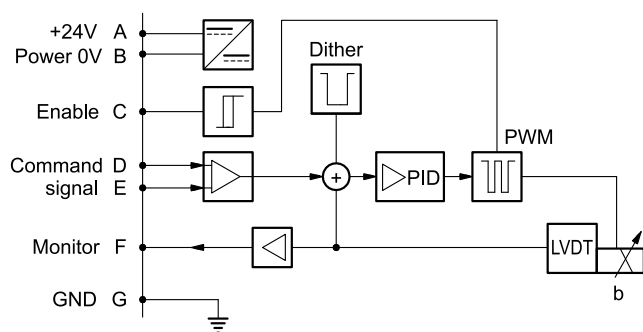 +24V A
Power 0V B
Dither
Enable C
PWM
Command D
signal E
PID
Monitor F
LVDT
b
GND G